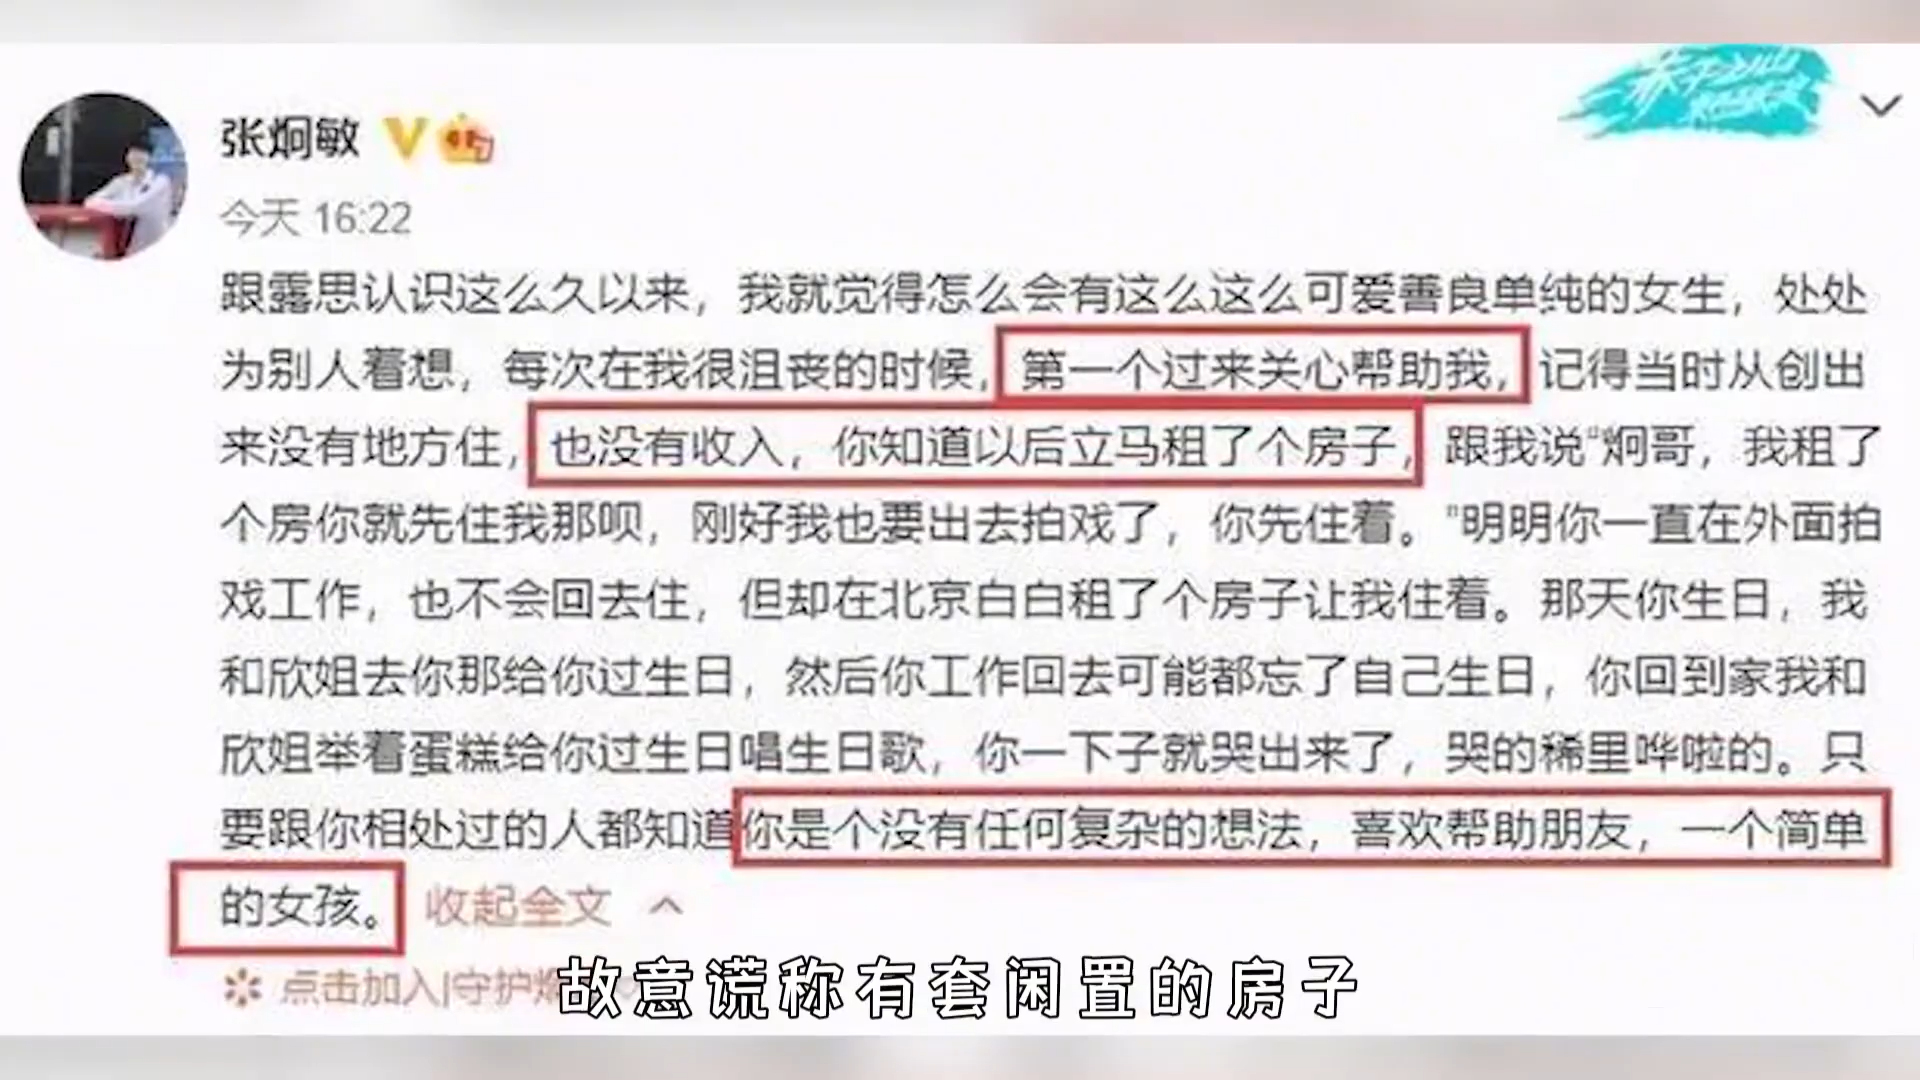 张炯敏
今天 16:22
跟露思认识这么久以来，我就觉得怎么会有这么这么可爱善良单纯的女生，处处
为别人着想，每次在我很沮丧的时候，第一个过来关心帮助我，记得当时从创出
来没有地方住，也没有收入，你知道以后立马租了个房子，跟我说“炯哥，我租了
个房你就先住我那呗，刚好我也要出去拍戏了，你先住着。"明明你一直在外面拍
戏工作，也不会回去住，但却在北京白白租了个房子让我住着。那天你生日，我
和欣姐去你那给你过生日，然后你工作回去可能都忘了自己生日，你回到家我和
欣姐举着蛋糕给你过生日唱生日歌，你一下子就哭出来了，哭的稀里哗啦的。只
要跟你相处过的人都知道你是个没有任何复杂的想法，喜欢帮助朋友，一个简单
的女孩。 收起全文
点击加入|守护炯
故意谎称有套闲置的房子